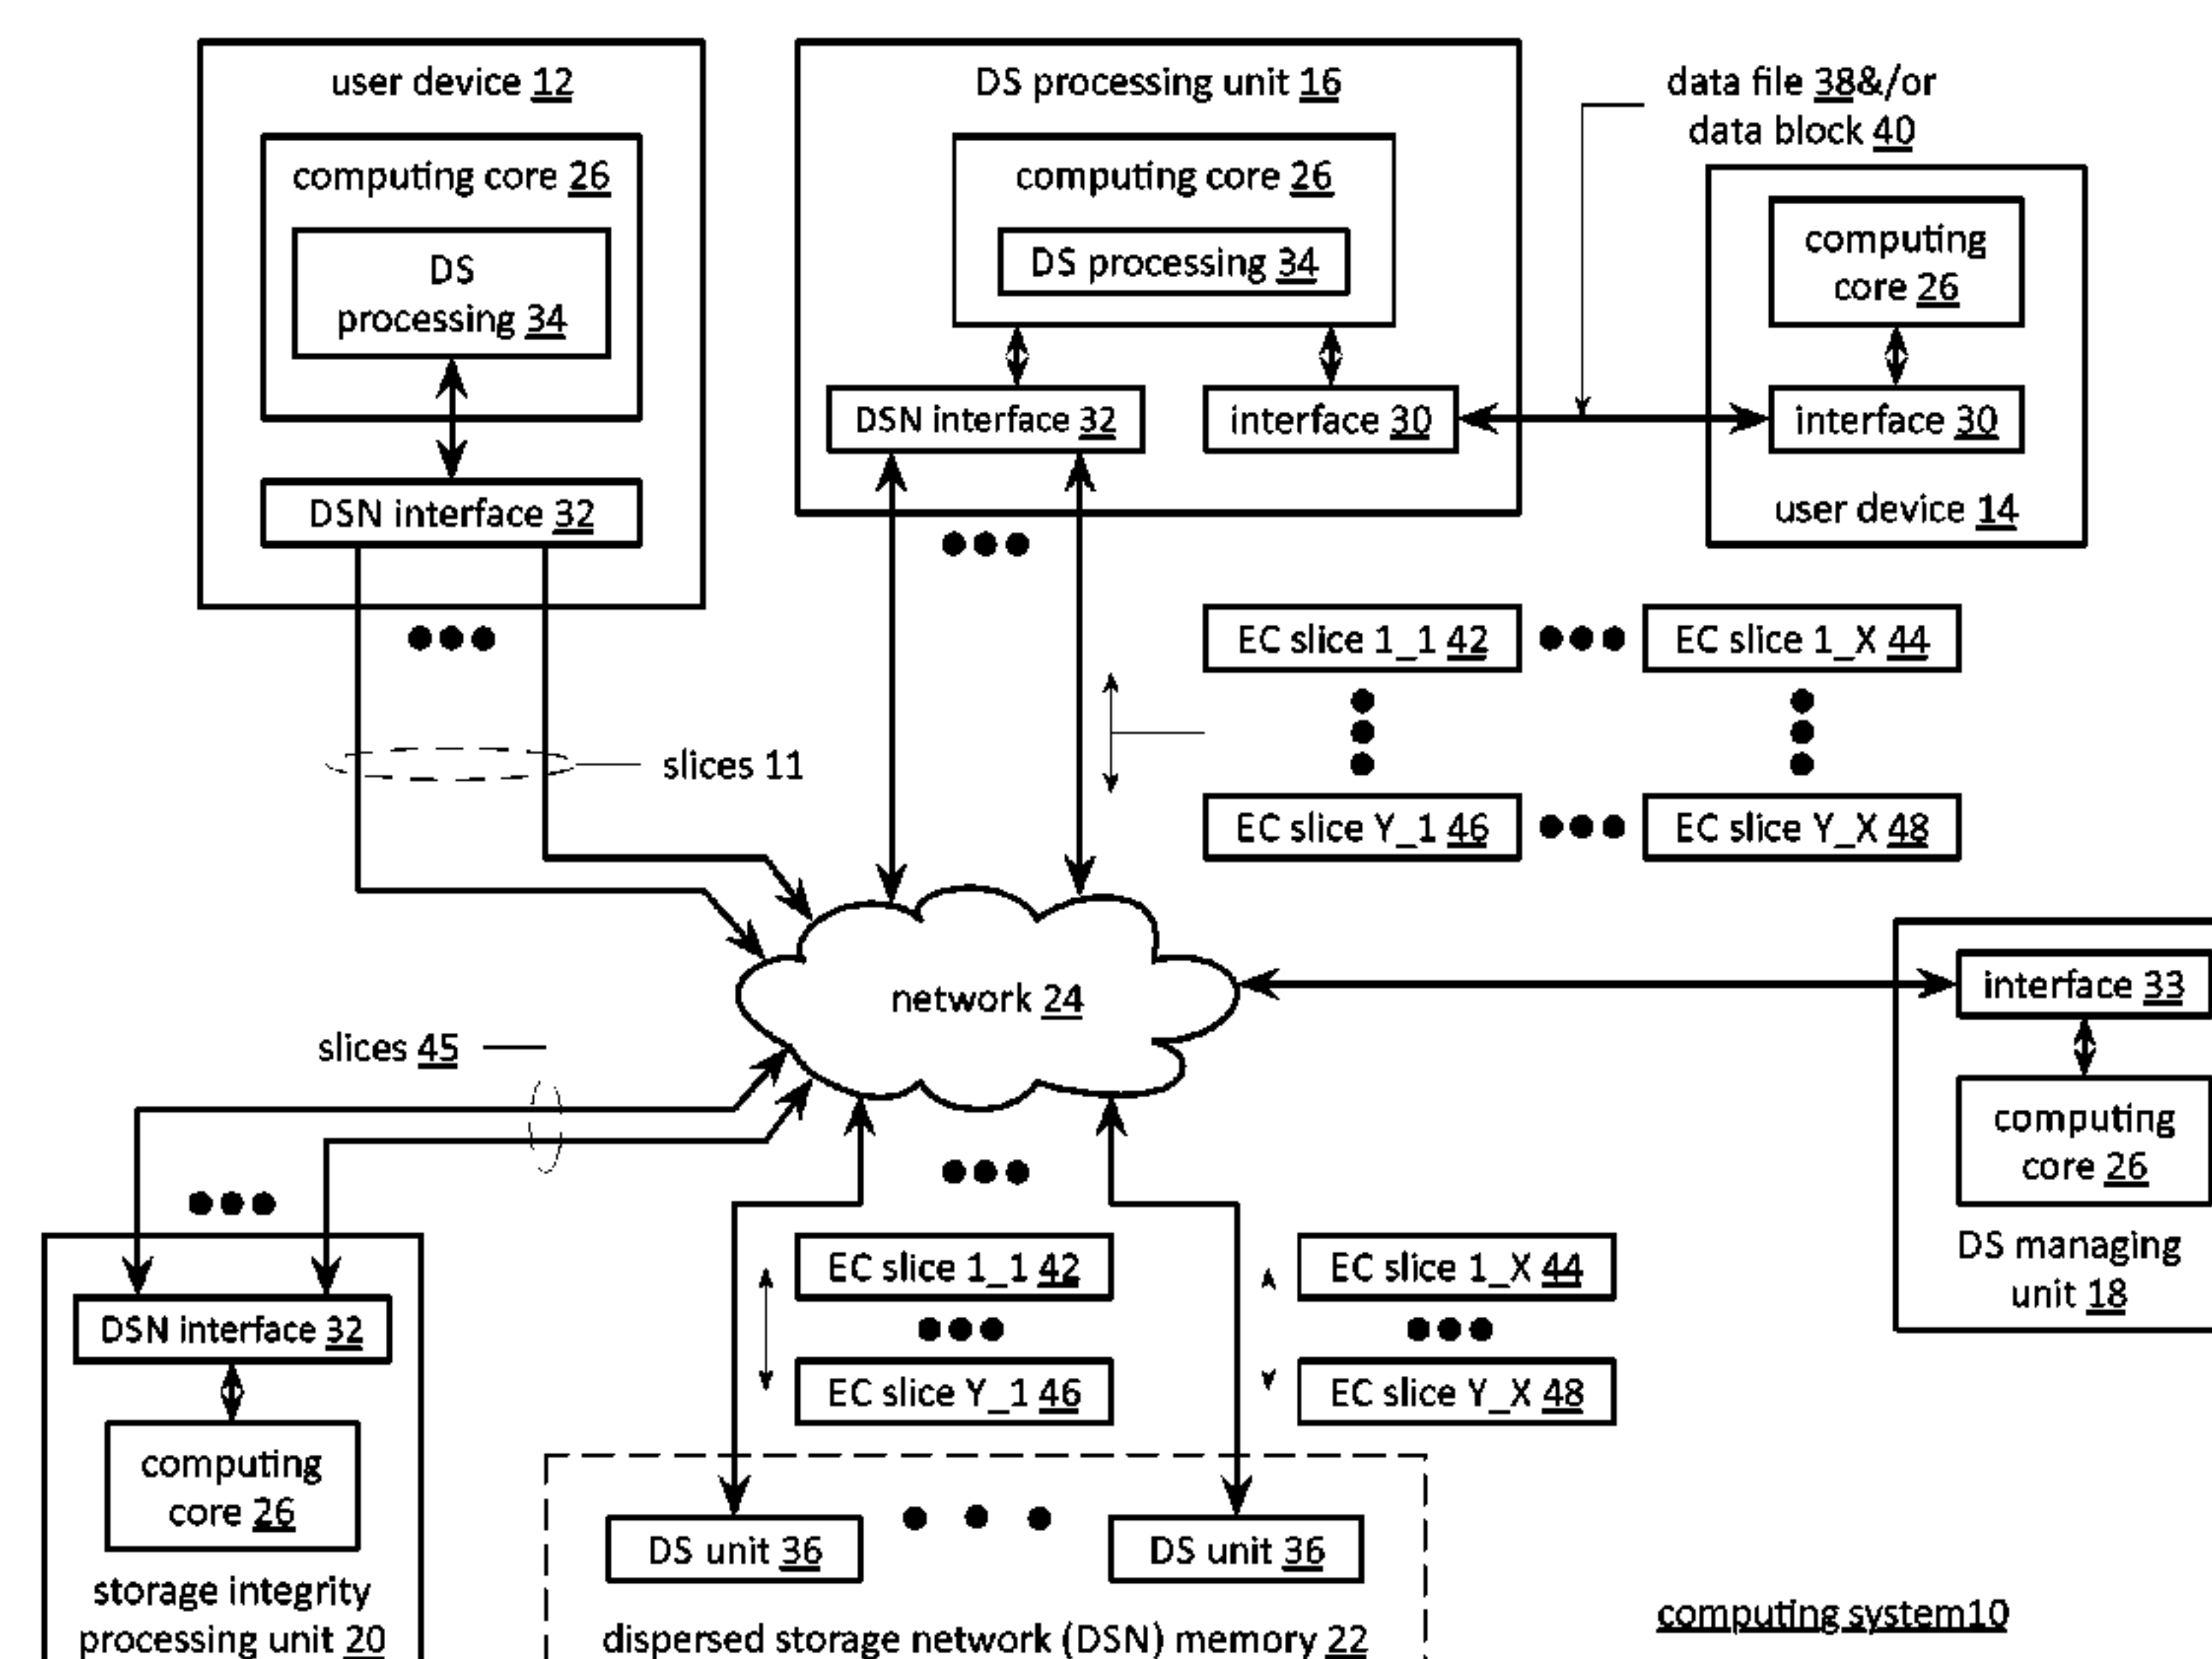 user device 12
computing core 26
DS
processing 34
DSN interface 32
slices 11
DS processing unit 16
computing core 26
DS processing 34
DSN interface 32
interface 30
data file 38&/or
data block 40
computing
core 26
interface 30
user device 14
EC slice 1_1 42
EC slice 1_X 44
EC slice Y_1 46
EC slice Y_X 48
network 24
interface 33
computing
core 26
DS managing
unit 18
slices 45
DSN interface 32
computing
core 26
storage integrity
processing unit 20
EC slice 1_1 42
EC slice 1_X 44
EC slice Y_1 46
EC slice Y_X 48
DS unit 36
DS unit 36
dispersed storage network (DSN) memory 22
computing system10